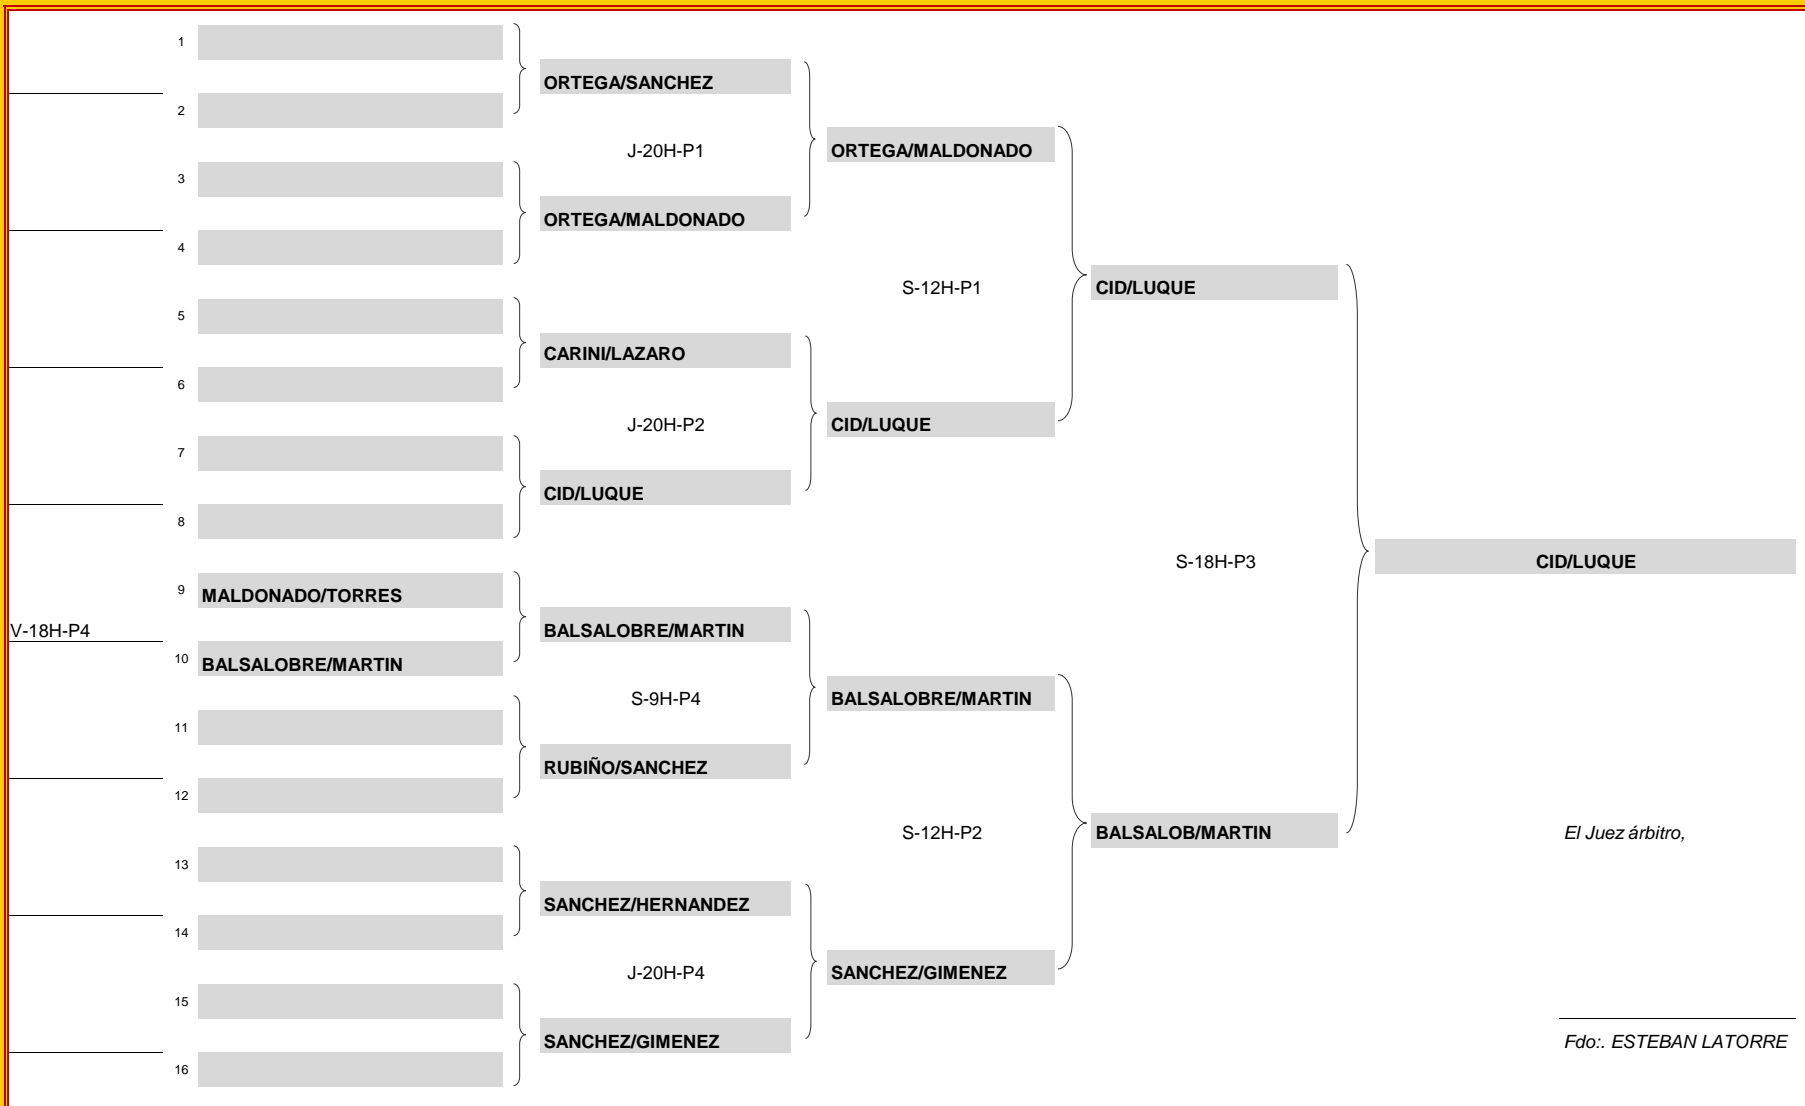 1
ORTEGA/SANCHEZ
2
J-20H-P1
ORTEGA/MALDONADO
3
ORTEGA/MALDONADO
4
S-12H-P1
CID/LUQUE
5
CARINI/LAZARO
6
J-20H-P2
CID/LUQUE
7
CID/LUQUE
8
S-18H-P3
CID/LUQUE
9
MALDONADO/TORRES
V-18H-P4
BALSALOBRE/MARTIN
10
BALSALOBRE/MARTIN
S-9H-P4
BALSALOBRE/MARTIN
11
RUBIÑO/SANCHEZ
12
S-12H-P2
BALSALOB/MARTIN
El Juez árbitro,
13
SANCHEZ/HERNANDEZ
14
J-20H-P4
SANCHEZ/GIMENEZ
15
SANCHEZ/GIMENEZ
Fdo:. ESTEBAN LATORRE
16